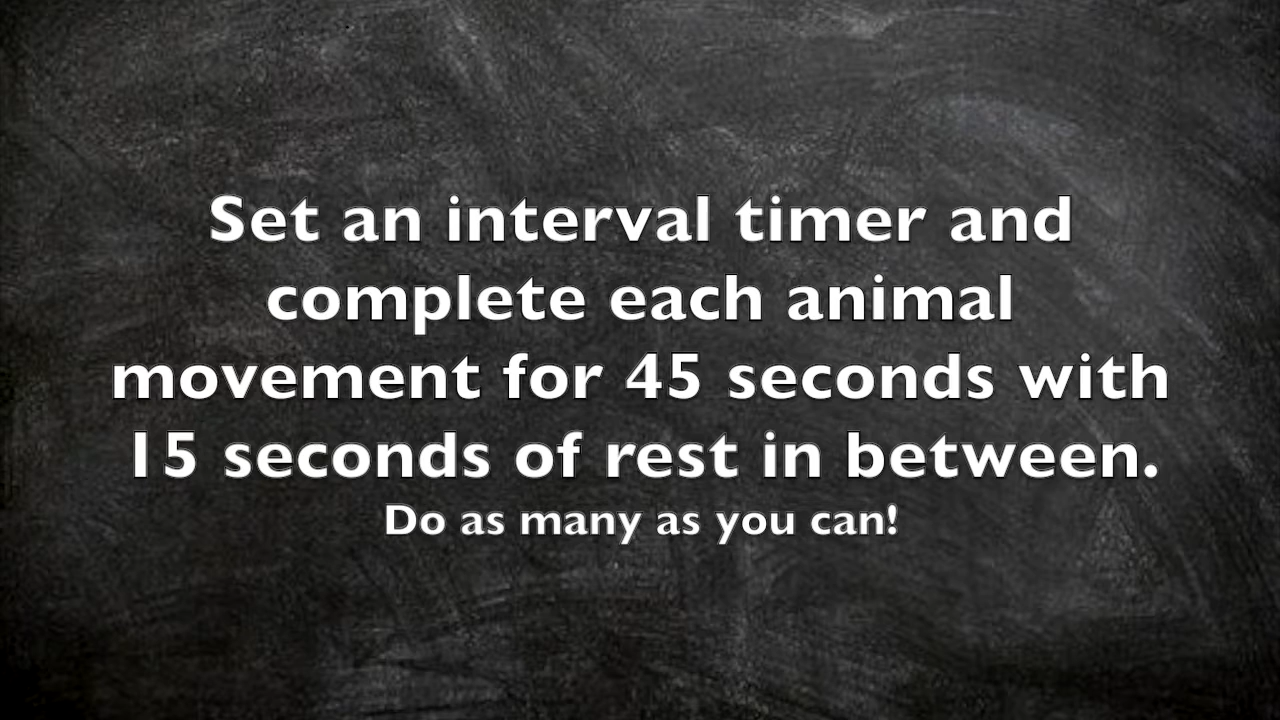 Set an interval timer and
complete each animal
movement for 45 seconds with
15 seconds of rest in between.
Do as many as you can!